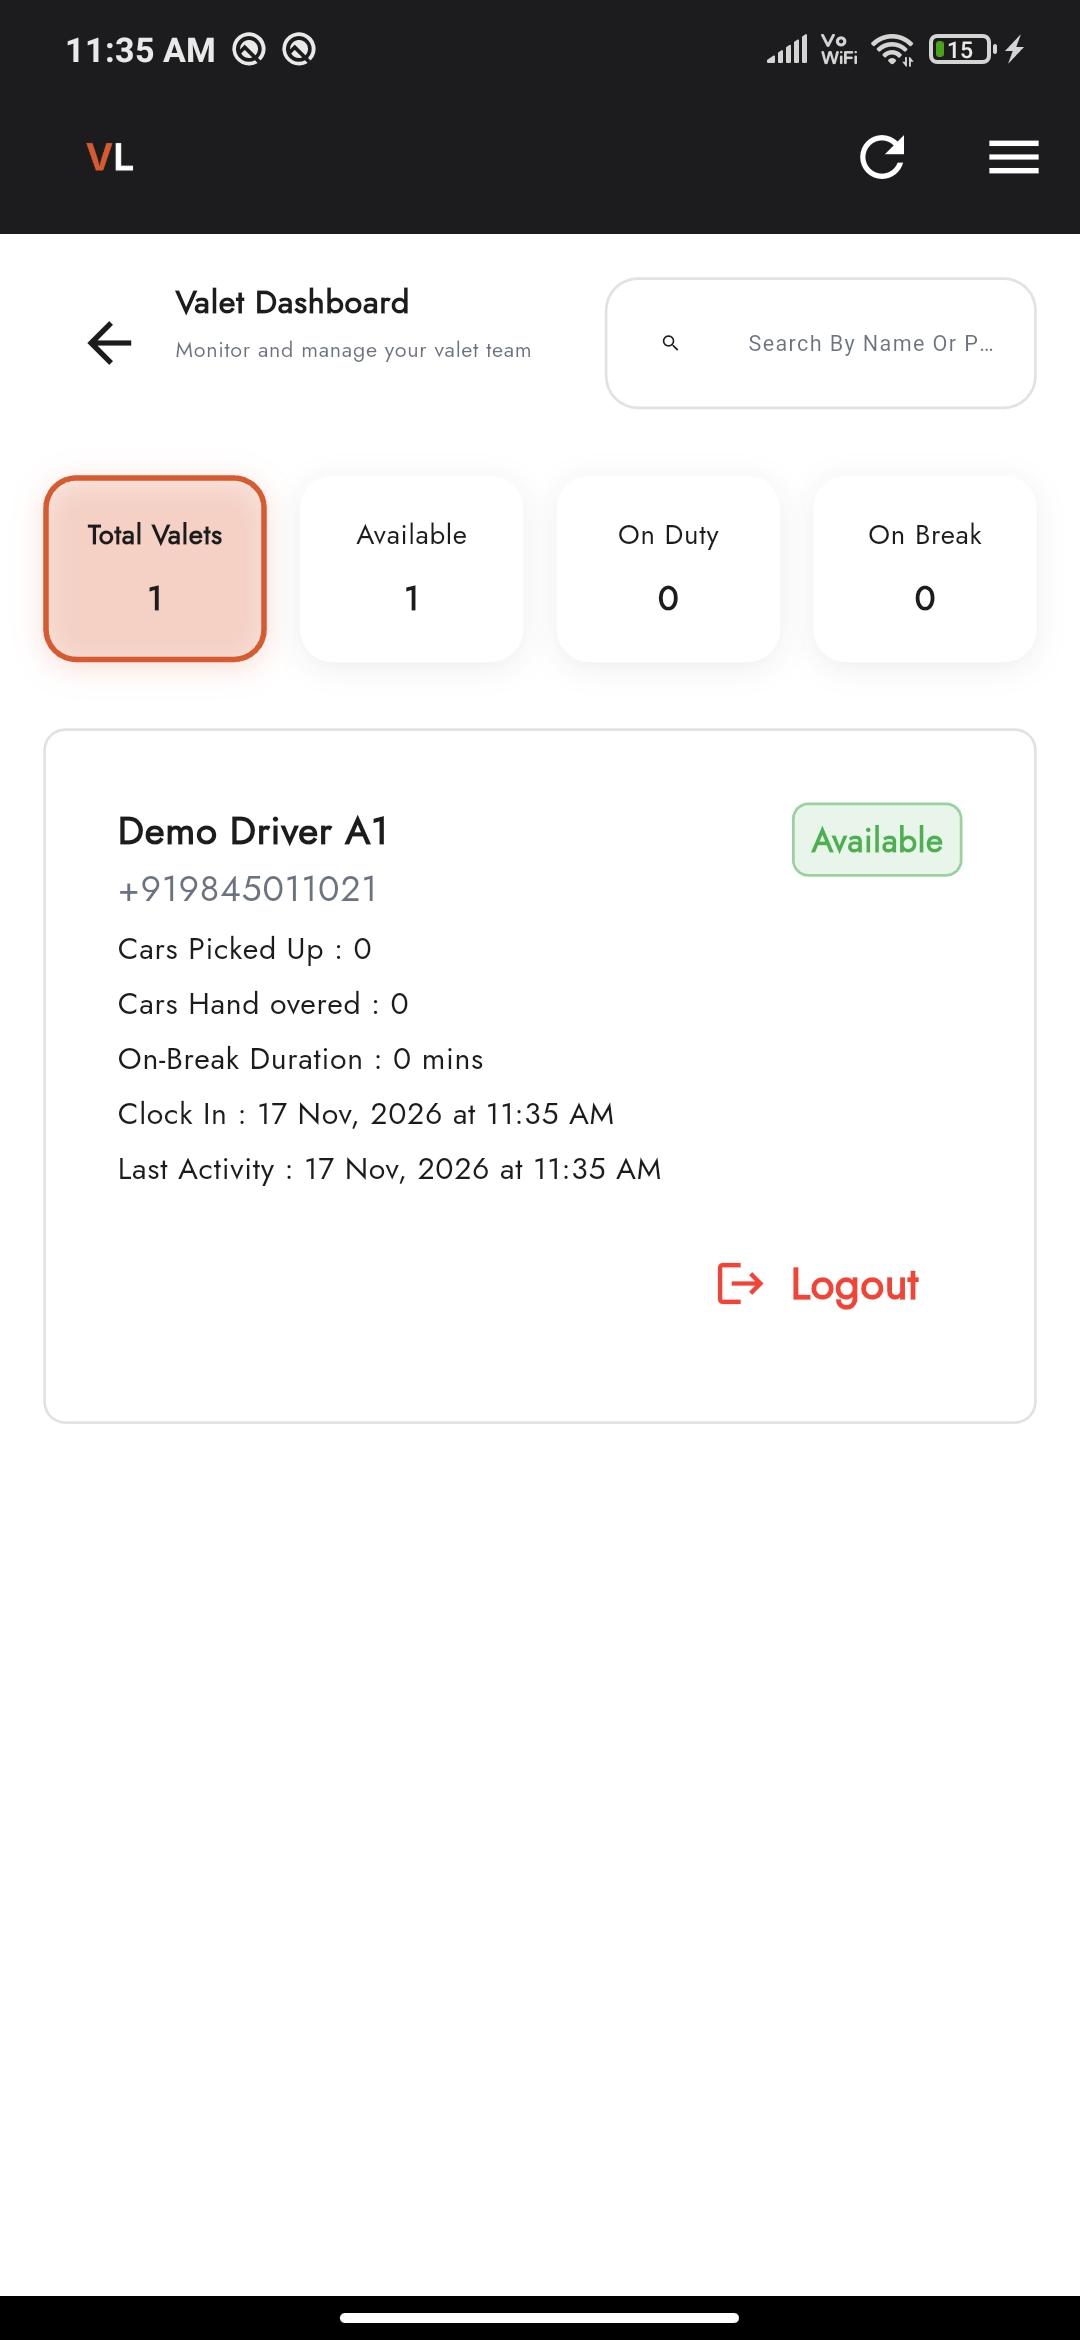 11:35 AM
Vo
WiFi
15
VL
Valet Dashboard
Monitor and manage your valet team
Search By Name Or P...
Total Valets
1
Available
1
On Duty
0
On Break
0
Demo Driver A1
Available
+919845011021
Cars Picked Up : 0
Cars Hand overed : 0
On-Break Duration : 0 mins
Clock In : 17 Nov, 2026 at 11:35 AM
Last Activity : 17 Nov, 2026 at 11:35 AM
Logout